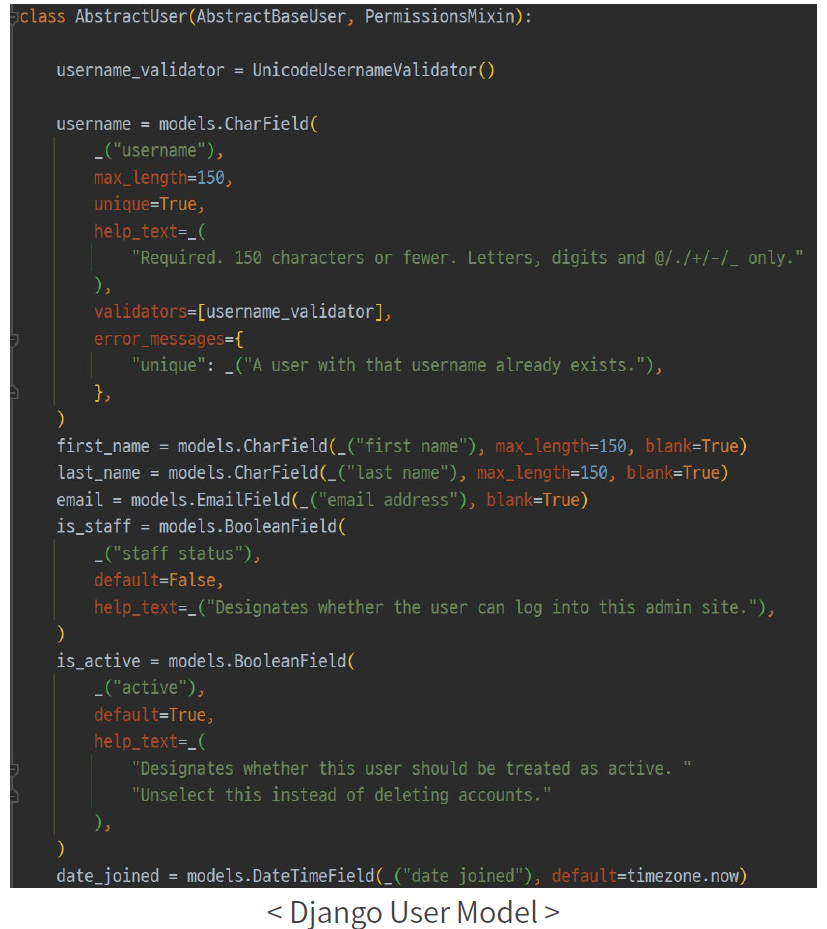 class AbstractUser(AbstractBaseUser, PermissionsMixin):
username_validator = UnicodeUsernameValidator()
username = models.CharField(
_("username"),
max_length=150,
unique=True,
help_text=_(
"Required. 150 characters or fewer. Letters, digits and @/./+/-/_ only."
),
validators=[username_validator],
error_messages={
"unique": _("A user with that username already exists."),
},
)
first_name = models.CharField(_("first name"), max_length=150, blank=True)
last_name = models.CharField(_("last name"), max_length=150, blank=True)
email = models.EmailField(_("email address"), blank=True)
is_staff = models.BooleanField(
_("staff status"),
default=False,
help_text=_("Designates whether the user can log into this admin site."),
)
is_active = models.BooleanField(
_("active"),
default=True,
help_text=_(
"Designates whether this user should be treated as active. "
"Unselect this instead of deleting accounts."
),
)
date_joined = models.DateTimeField(_("date joined"), default=timezone.now)
< Django User Model >